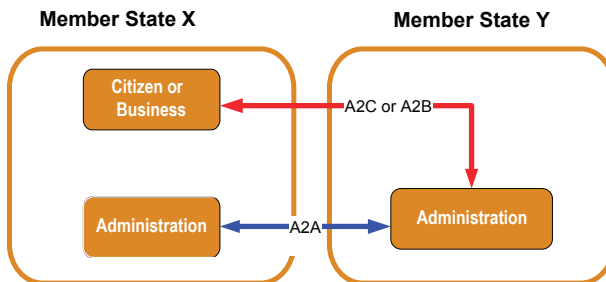 Member State X
Member State Y
Citizen or
Business
A2C or A2B
Administration
A2A
Administration